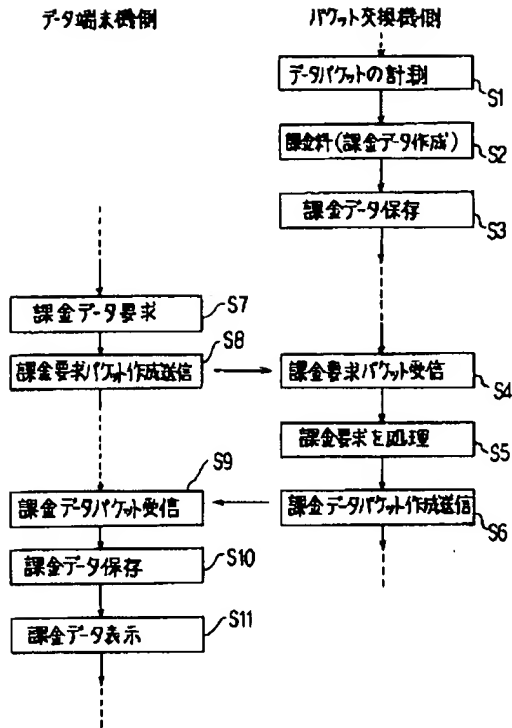 データ端末機側
パケット交換機側
データパケットの計測
S1
課金料(課金データ作成)
S2
課金データ保存
S3
課金データ要求
S7
課金要求パケット作成送信
S8
課金要求パケット受信
S4
課金要求を処理
S5
課金データパケット受信
S9
課金データパケット作成送信
S6
課金データ保存
S10
課金データ表示
S11